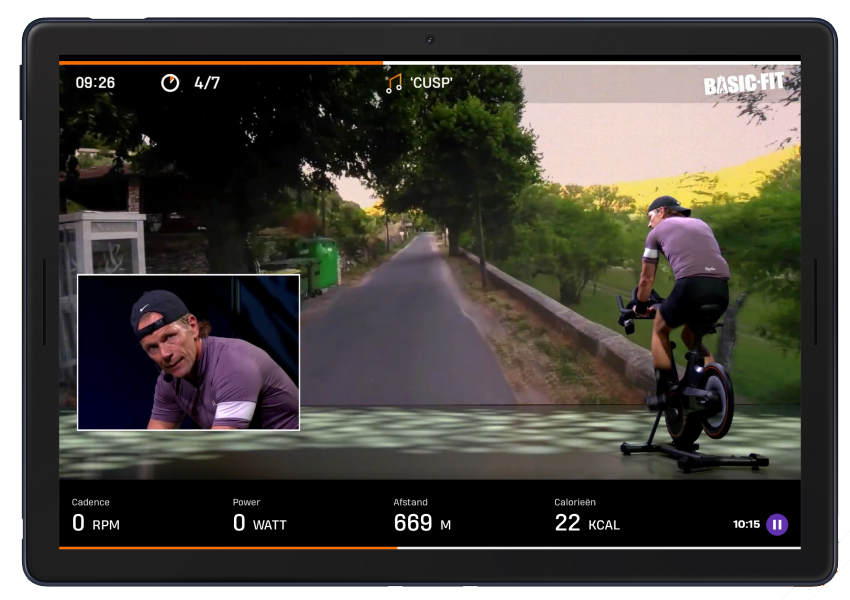 09:26
4/7
'CUSP'
BASIC-FIT
Cadence
0 RPM
Power
0 WATT
Afstand
669 M
Calorieën
22 KCAL
10:15
Rapha